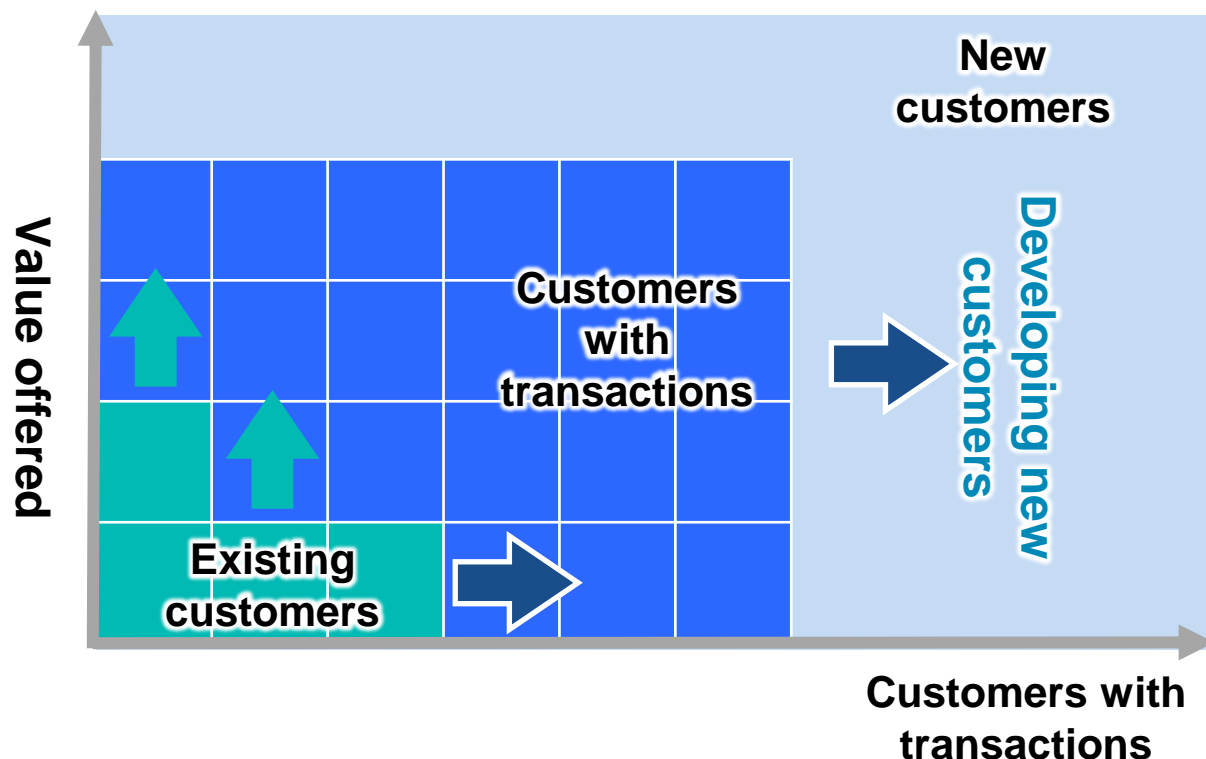 New
customers
Value offered
Customers
with
transactions
Developing new
customers
Existing
customers
Customers with
transactions